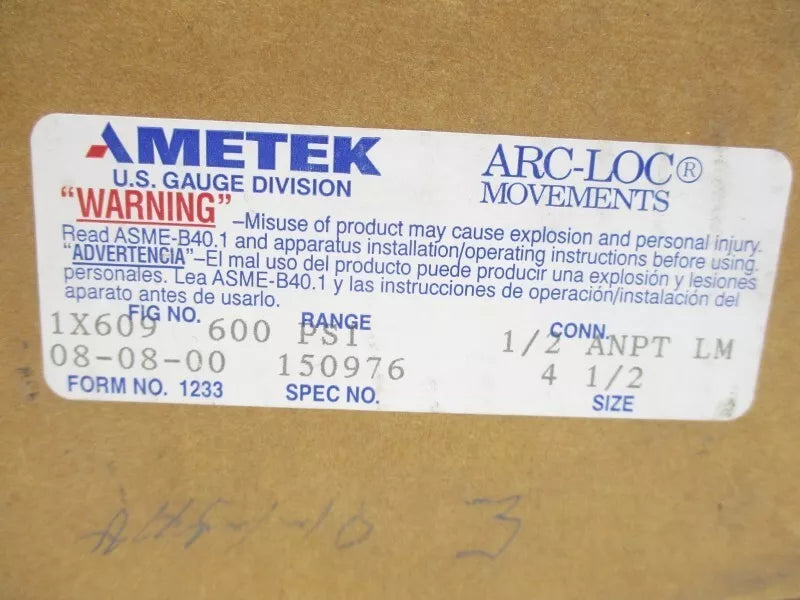 AMETEK
U.S. GAUGE DIVISION
ARC-LOC®
MOVEMENTS
"WARNING" –Misuse of product may cause explosion and personal injury.
Read ASME-B40.1 and apparatus installation/operating instructions before using.
"ADVERTENCIA"–El mal uso del producto puede producir una explosión y lesiones
personales. Lea ASME-B40.1 y las instrucciones de operación/instalación del
aparato antes de usarlo.
FIG NO. RANGE CONN.
1X609 600 PSI 1/2 ANPT LM
08-08-00 150976 4 1/2
FORM NO. 1233 SPEC NO. SIZE
3